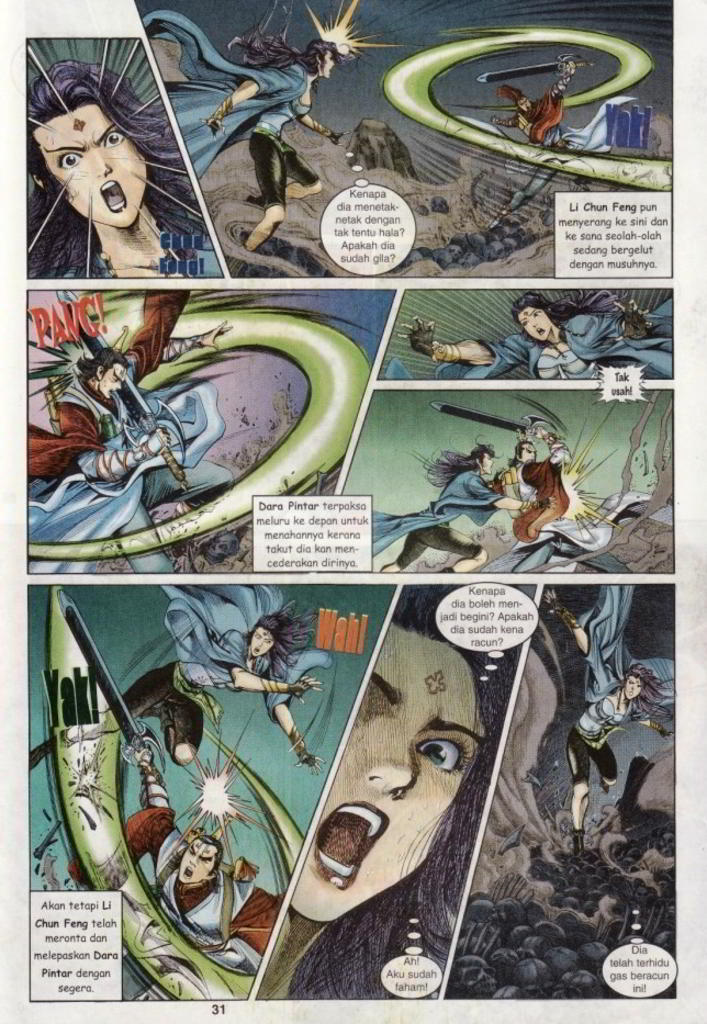 Chun
Feng!
Kenapa
dia menetak-
netak dengan
tak tentu hala?
Apakah dia
sudah gila?
Yak!
Li Chun Feng pun
menyerang ke sini dan
ke sana seolah-olah
sedang bergelut
dengan musuhnya.
PANG!
Dara Pintar terpaksa
meluru ke depan untuk
menahannya kerana
takut dia kan men-
cederakan dirinya.
Tak
usah!
Yak!
Wah!
Akan tetapi Li
Chun Feng telah
meronta dan
melepaskan Dara
Pintar dengan
segera.
Kenapa
dia boleh men-
jadi begini? Apakah
dia sudah kena
racun?
Ah!
Aku sudah
faham!
Dia
telah terhidu
gas beracun
ini!
31